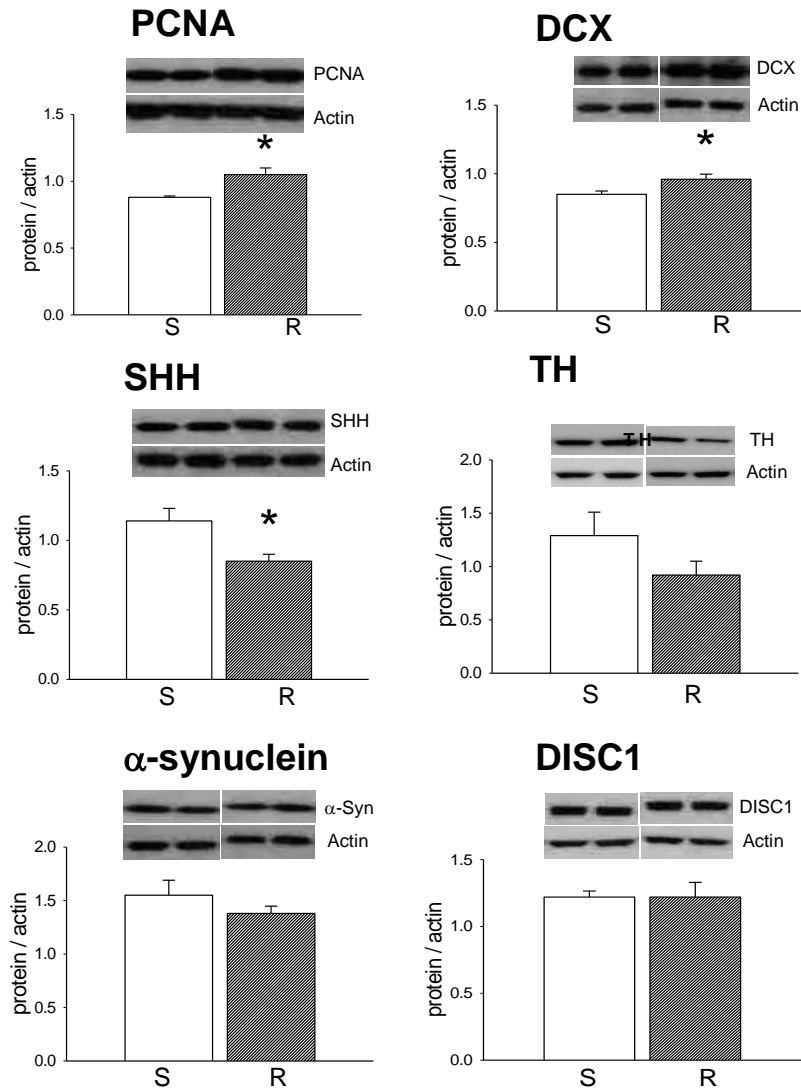 PCNA
PCNA
Actin
*
1.5
1.0
0.5
0.0
protein / actin
S R
DCX
DCX
Actin
*
1.5
1.0
0.5
0.0
protein / actin
S R
SHH
SHH
Actin
*
1.5
1.0
0.5
0.0
protein / actin
S R
TH
TH
TH
Actin
2.0
1.5
1.0
0.5
0.0
protein / actin
S R
α-synuclein
α-Syn
Actin
2.0
1.5
1.0
0.5
0.0
protein / actin
S R
DISC1
DISC1
Actin
1.5
1.0
0.5
0.0
protein / actin
S R